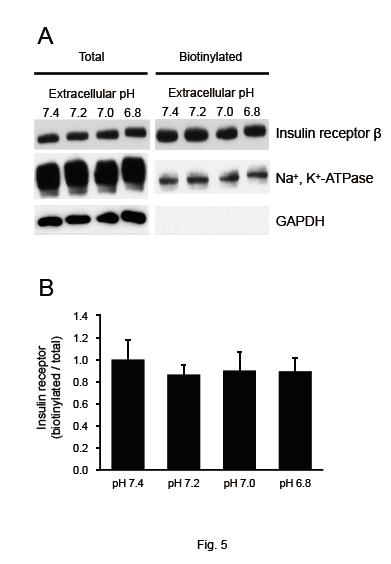 A
Total Biotinylated
Extracellular pH Extracellular pH
7.4 7.2 7.0 6.8 7.4 7.2 7.0 6.8
Insulin receptor β
Na⁺, K⁺-ATPase
GAPDH
B
Insulin receptor
(biotinylated / total)
1.4
1.2
1.0
0.8
0.6
0.4
0.2
0.0
pH 7.4 pH 7.2 pH 7.0 pH 6.8
Fig. 5